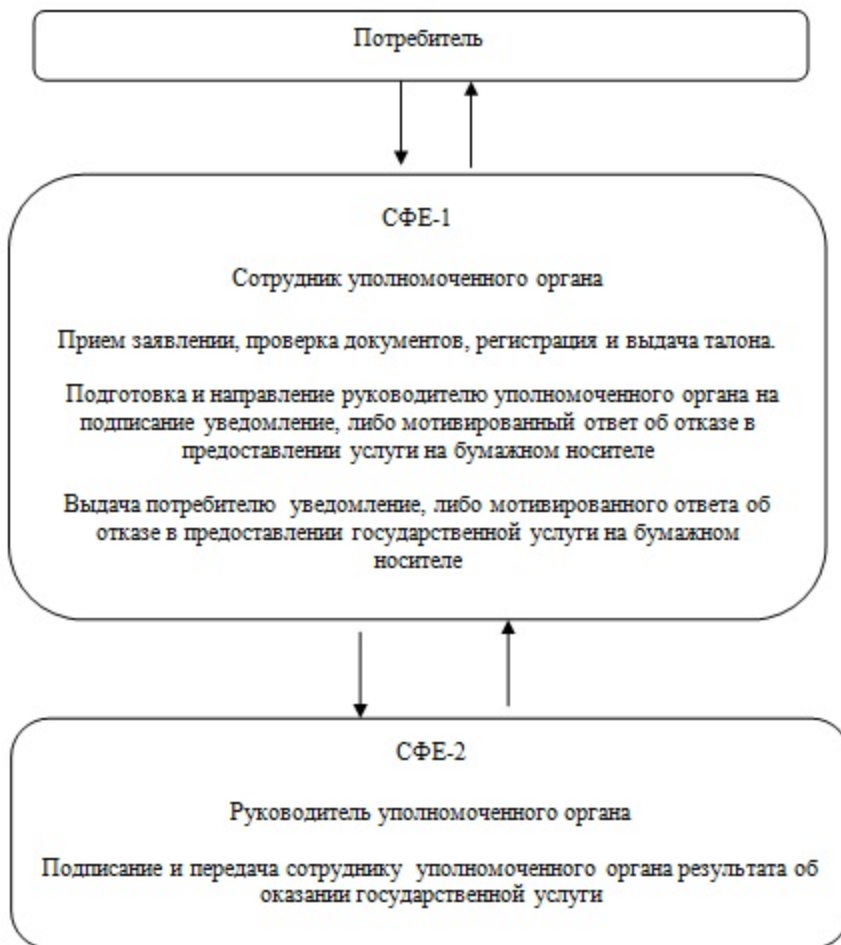 Потребитель
СФЕ-1
Сотрудник уполномоченного органа
Прием заявлении, проверка документов, регистрация и выдача талона.
Подготовка и направление руководителю уполномоченного органа на
подписание уведомление, либо мотивированный ответ об отказе в
предоставлении услуги на бумажном носителе
Выдача потребителю уведомление, либо мотивированного ответа об
отказе в предоставлении государственной услуги на бумажном
носителе
СФЕ-2
Руководитель уполномоченного органа
Подписание и передача сотруднику уполномоченного органа результата об
оказании государственной услуги